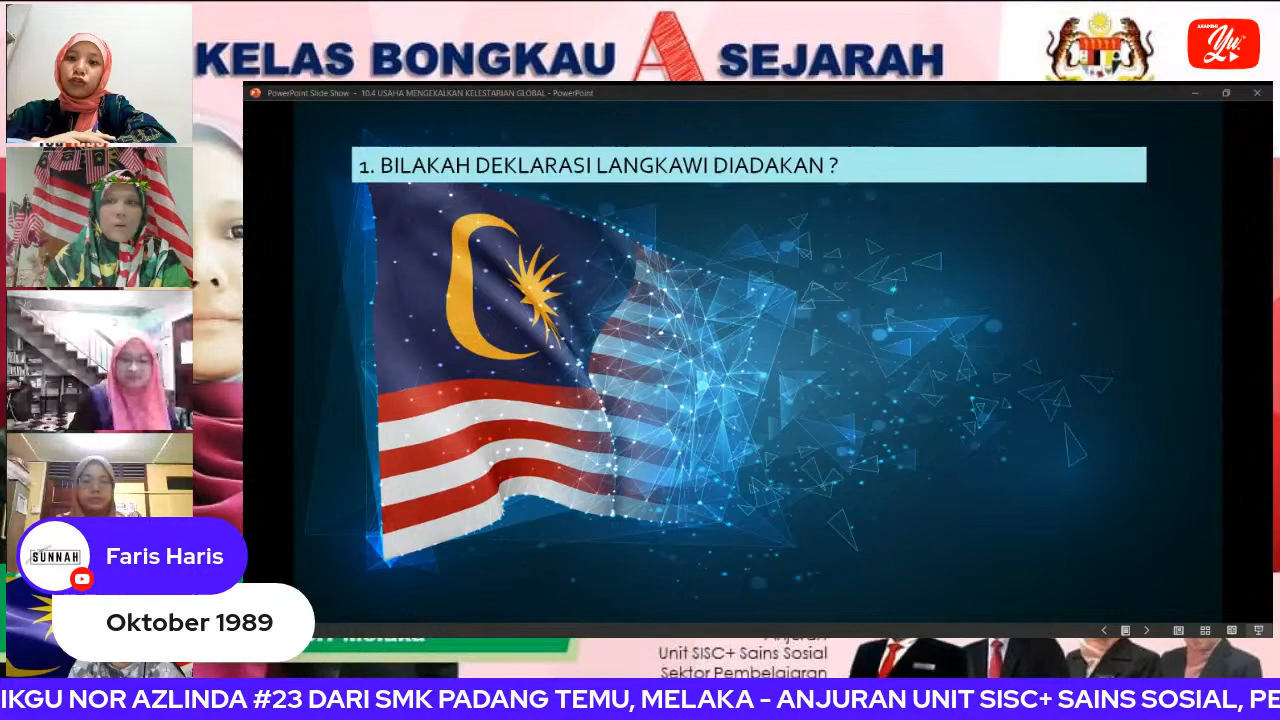 KELAS BONGKAU A SEJARAH
PowerPoint Slide Show - 10.4 USAHA MENGEKALKAN KELESTARIAN GLOBAL - PowerPoint
1. BILAKAH DEKLARASI LANGKAWI DIADAKAN ?
SUNNAH
Faris Haris
Oktober 1989
Anjuran
Unit SISC+ Sains Sosial
Sektor Pembelajaran
IKGU NOR AZLINDA #23 DARI SMK PADANG TEMU, MELAKA - ANJURAN UNIT SISC+ SAINS SOSIAL, PE